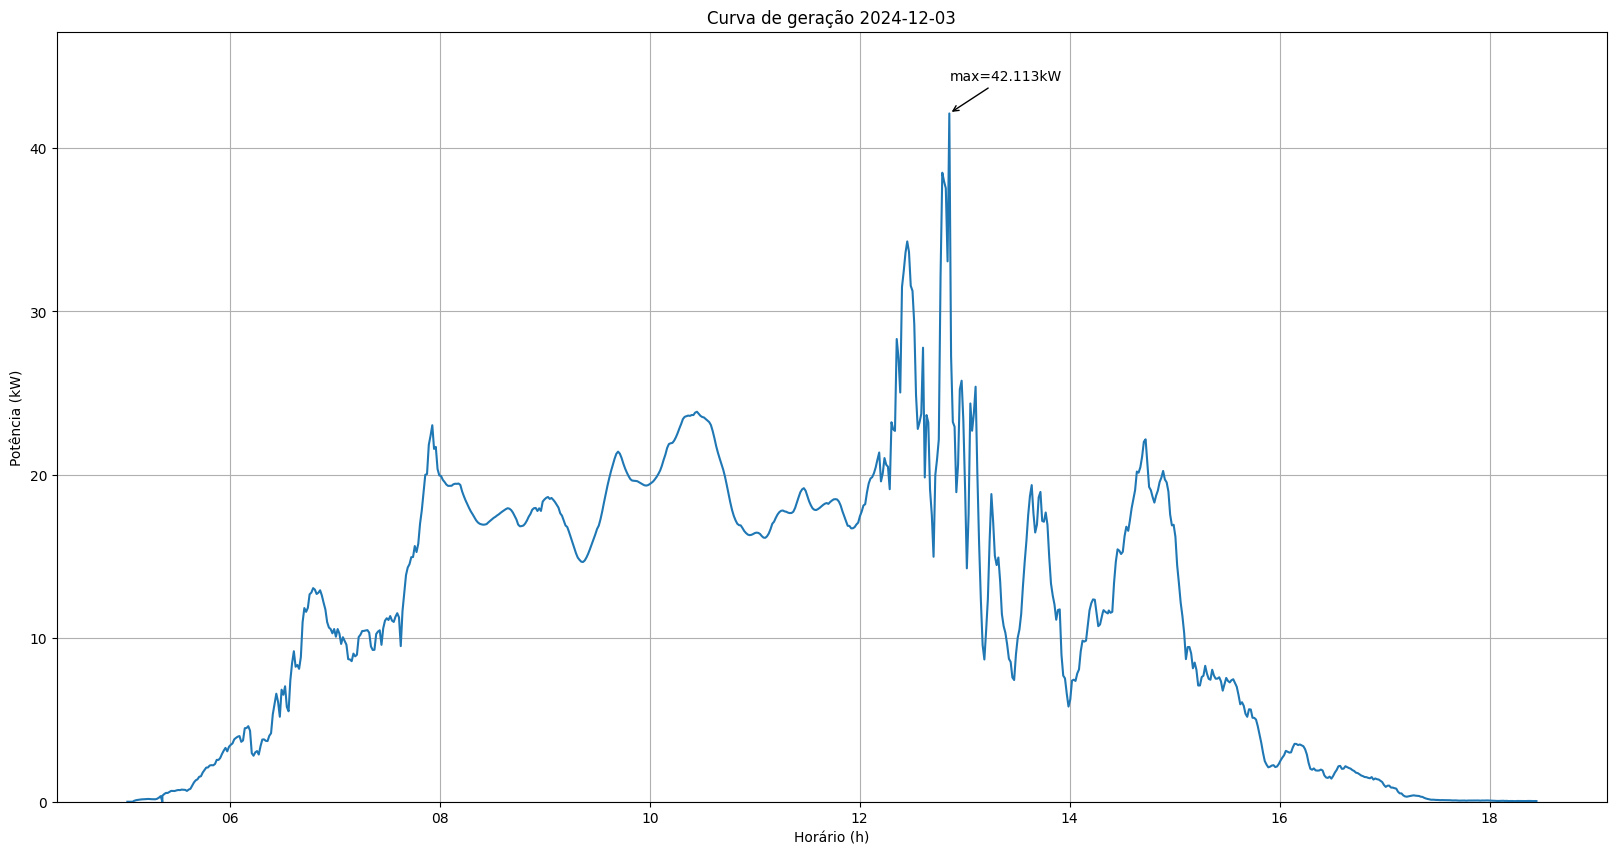 Curva de geração 2024-12-03
max=42.113kW
Potência (kW)
40
30
20
10
0
06 08 10 12 14 16 18
Horário (h)